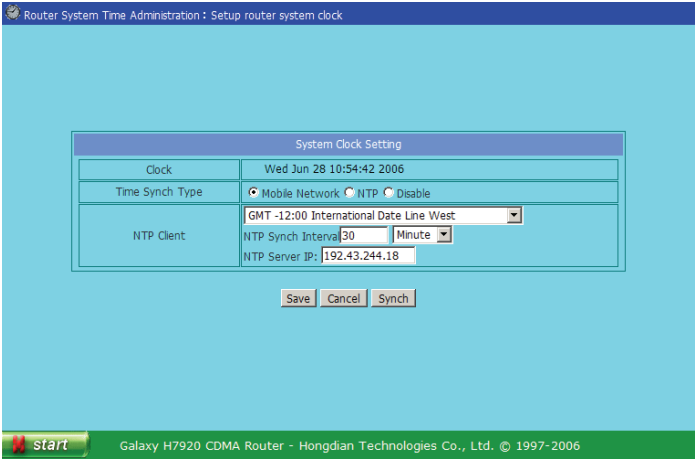 Router System Time Administration : Setup router system clock
System Clock Setting
Clock
Wed Jun 28 10:54:42 2006
Time Synch Type
Mobile Network NTP Disable
NTP Client
GMT -12:00 International Date Line West
NTP Synch Interval 30 Minute
NTP Server IP: 192.43.244.18
Save Cancel Synch
start
Galaxy H7920 CDMA Router - Hongdian Technologies Co., Ltd. © 1997-2006